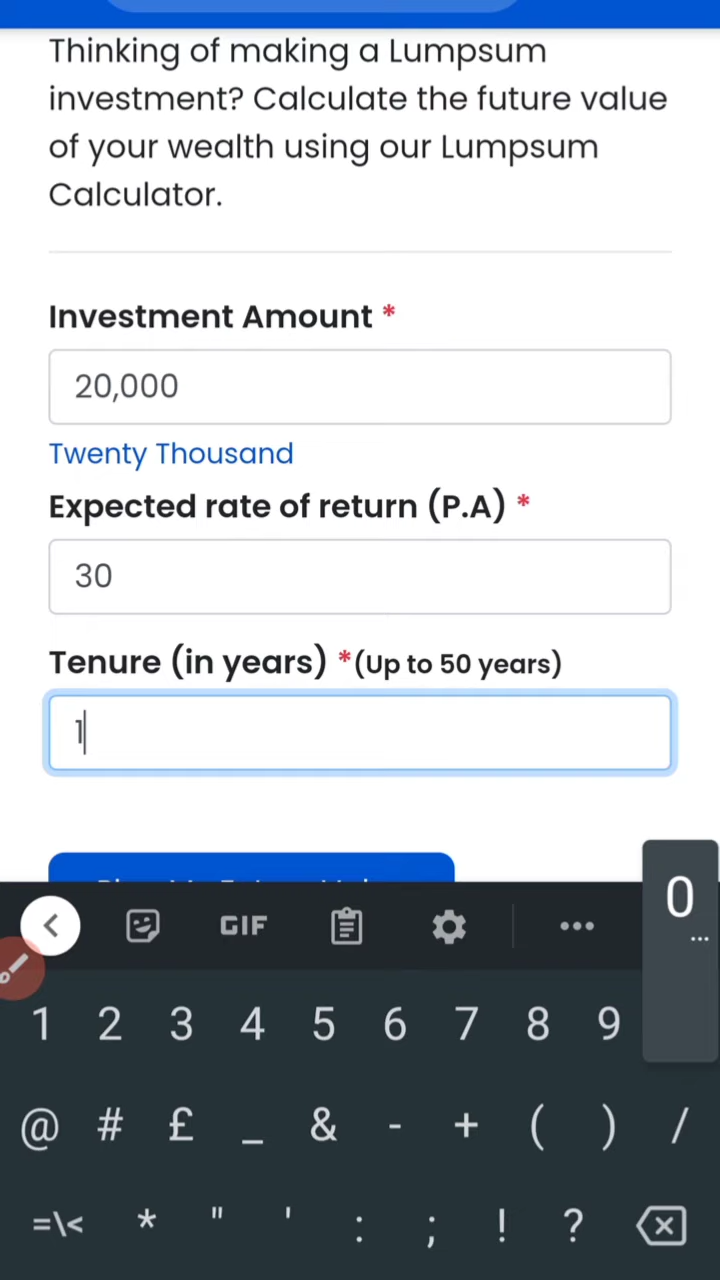 Thinking of making a Lumpsum
investment? Calculate the future value
of your wealth using our Lumpsum
Calculator.
Investment Amount *
20,000
Twenty Thousand
Expected rate of return (P.A) *
30
Tenure (in years) *(Up to 50 years)
1
GIF
0
1 2 3 4 5 6 7 8 9
@ # £ _ & - + ( ) /
=\< * " ' : ; ! ?